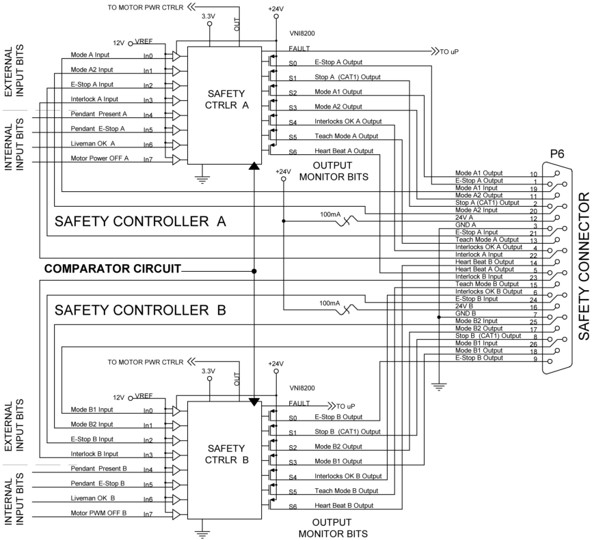 TO MOTOR PWR CTRLR
+24V
3.3V
OUT
12V
VREF
VNI8200
FAULT
TO uP
EXTERNAL
INPUT BITS
Mode A Input In0
Mode A2 Input In1
E-Stop A Input In2
Interlock A Input In3
INTERNAL
INPUT BITS
Pendant Present A In4
Pendant E-Stop A In5
Liveman OK A In6
Motor Power OFF A In7
SAFETY
CTRLR A
S0 E-Stop A Output
S1 Stop A (CAT1) Output
S2 Mode A1 Output
S3 Mode A2 Output
S4 Interlocks OK A Output
S5 Teach Mode A Output
S6 Heart Beat A Output
OUTPUT
MONITOR BITS
+24V
100mA
SAFETY CONTROLLER A
COMPARATOR CIRCUIT
SAFETY CONTROLLER B
100mA
P6
SAFETY CONNECTOR
Mode A1 Output 10
E-Stop A Output 1
Mode A1 Input 19
Mode A2 Output 11
Stop A (CAT1) Output 2
Mode A2 Input 20
24V A 12
GND A 3
E-Stop A Input 21
Teach Mode A Output 13
Interlocks OK A Output 4
Interlock A Input 22
Heart Beat B Output 14
Heart Beat A Output 5
Interlock B Input 23
Teach Mode B Output 15
Interlocks OK B Output 6
E-Stop B Input 24
24V B 16
GND B 7
Mode B2 Input 25
Mode B2 Output 17
Stop B (CAT1) Output 8
Mode B1 Input 26
Mode B1 Output 18
E-Stop B Output 9
TO MOTOR PWR CTRLR
+24V
3.3V
OUT
12V
VREF
VNI8200
FAULT
TO uP
EXTERNAL
INPUT BITS
Mode B1 Input In0
Mode B2 Input In1
E-Stop B Input In2
Interlock B Input In3
INTERNAL
INPUT BITS
Pendant Present B In4
Pendant E-Stop B In5
Liveman OK B In6
Motor PWM OFF B In7
SAFETY
CTRLR B
S0 E-Stop B Output
S1 Stop B (CAT1) Output
S2 Mode B2 Output
S3 Mode B1 Output
S4 Interlocks OK B Output
S5 Teach Mode B Output
S6 Heart Beat B Output
OUTPUT
MONITOR BITS